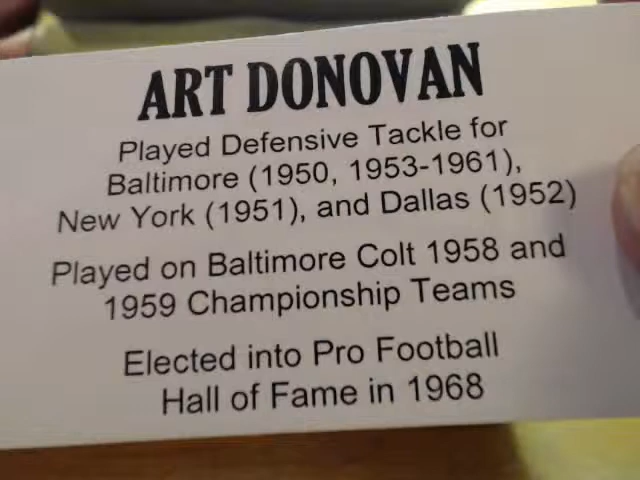 ART DONOVAN
Played Defensive Tackle for
Baltimore (1950, 1953-1961),
New York (1951), and Dallas (1952)
Played on Baltimore Colt 1958 and
1959 Championship Teams
Elected into Pro Football
Hall of Fame in 1968